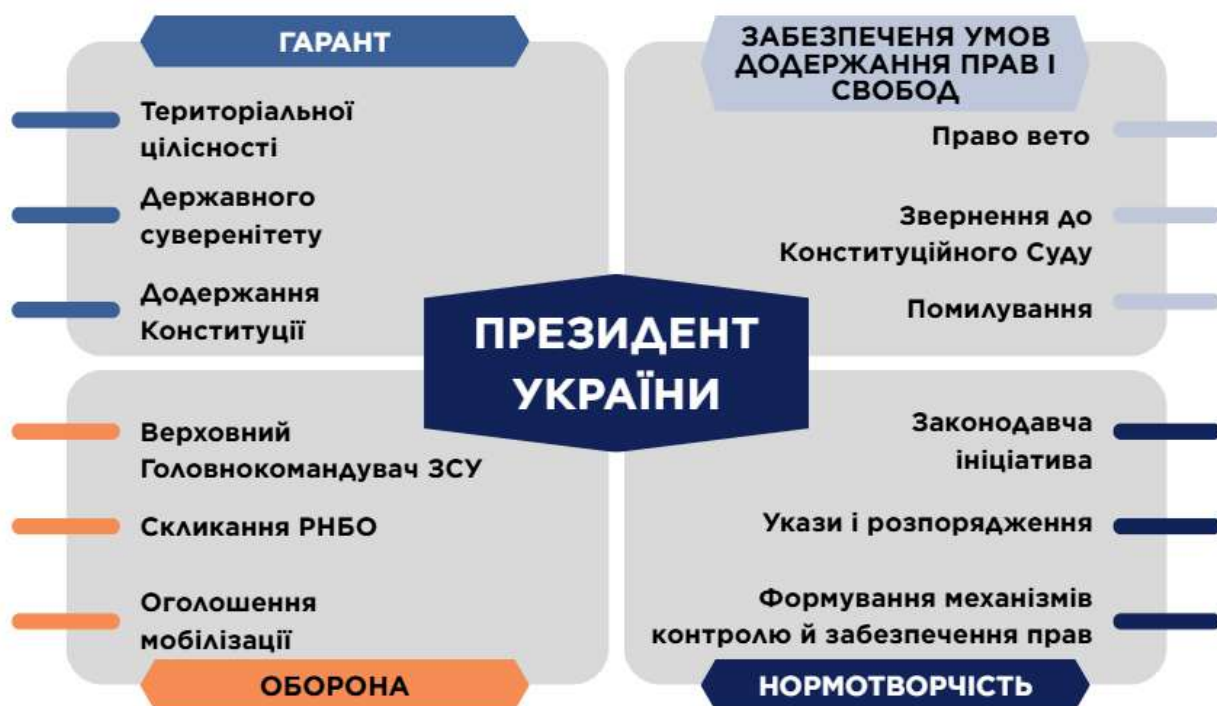 ГАРАНТ
Територіальної
цілісності
Державного
суверенітету
Додержання
Конституції
ЗАБЕЗПЕЧЕНЯ УМОВ
ДОДЕРЖАННЯ ПРАВ І
СВОБОД
Право вето
Звернення до
Конституційного Суду
Помилування
ПРЕЗИДЕНТ
УКРАЇНИ
Верховний
Головнокомандувач ЗСУ
Скликання РНБО
Оголошення
мобілізації
ОБОРОНА
Законодавча
ініціатива
Укази і розпорядження
Формування механізмів
контролю й забезпечення прав
НОРМОТВОРЧІСТЬ